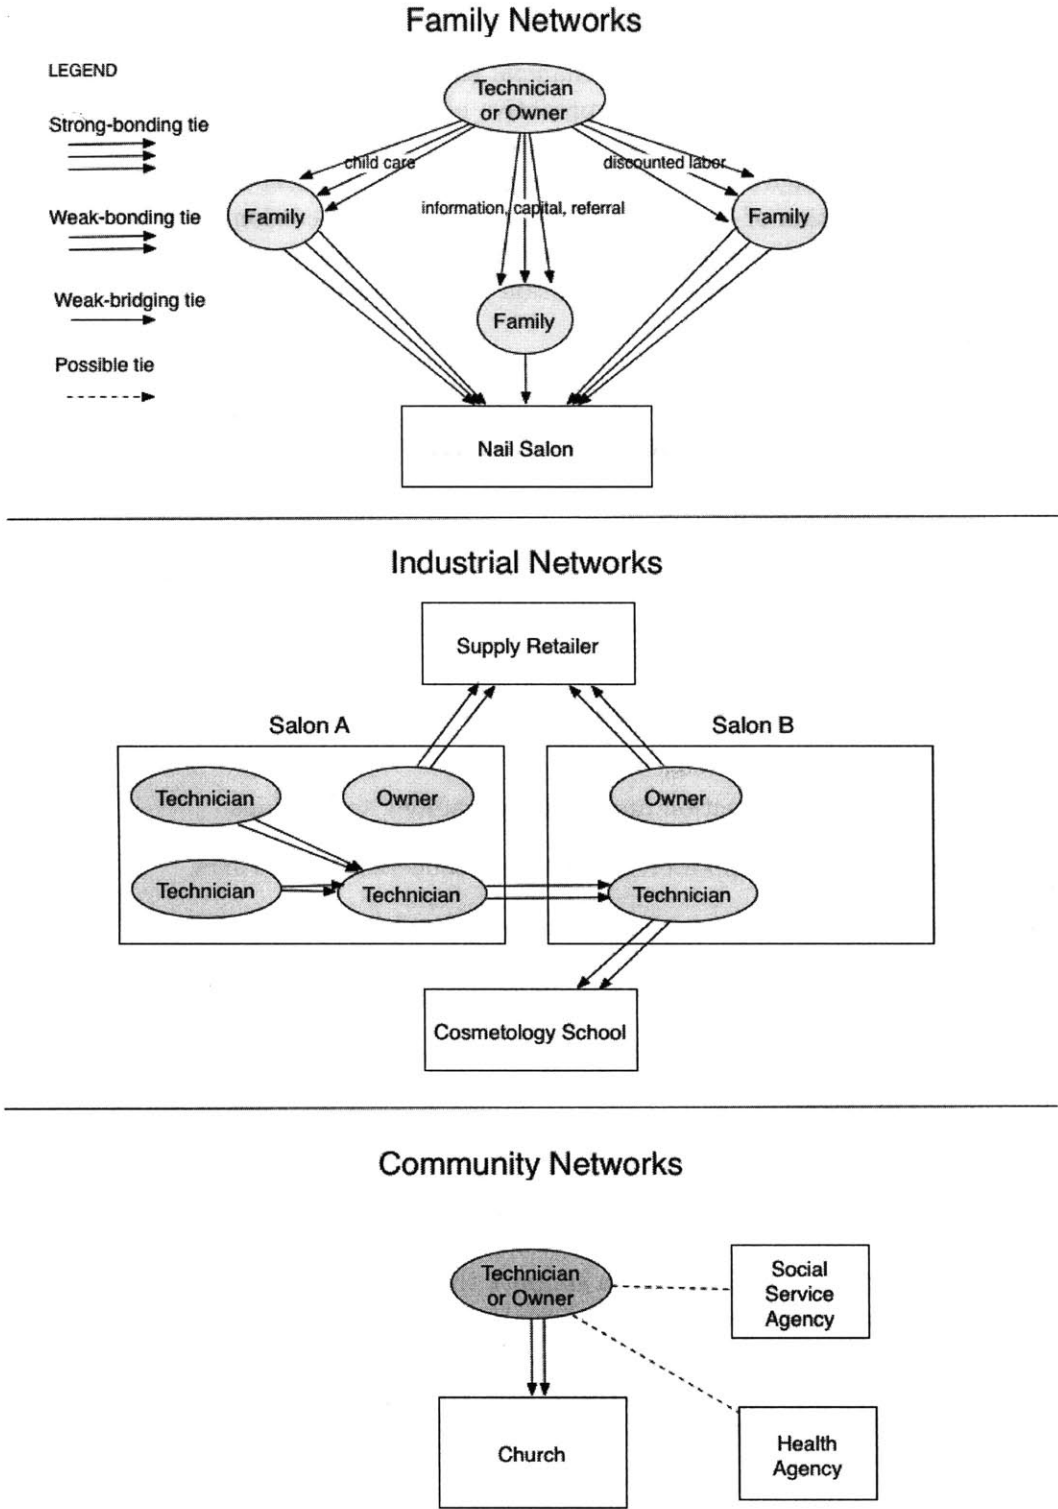 Family Networks
LEGEND
Strong-bonding tie
Weak-bonding tie
Weak-bridging tie
Possible tie
Technician
or Owner
child care
discounted labor
information, capital, referral
Family
Family
Family
Nail Salon
Industrial Networks
Supply Retailer
Salon A
Salon B
Technician
Owner
Owner
Technician
Technician
Technician
Cosmetology School
Community Networks
Technician
or Owner
Social
Service
Agency
Church
Health
Agency